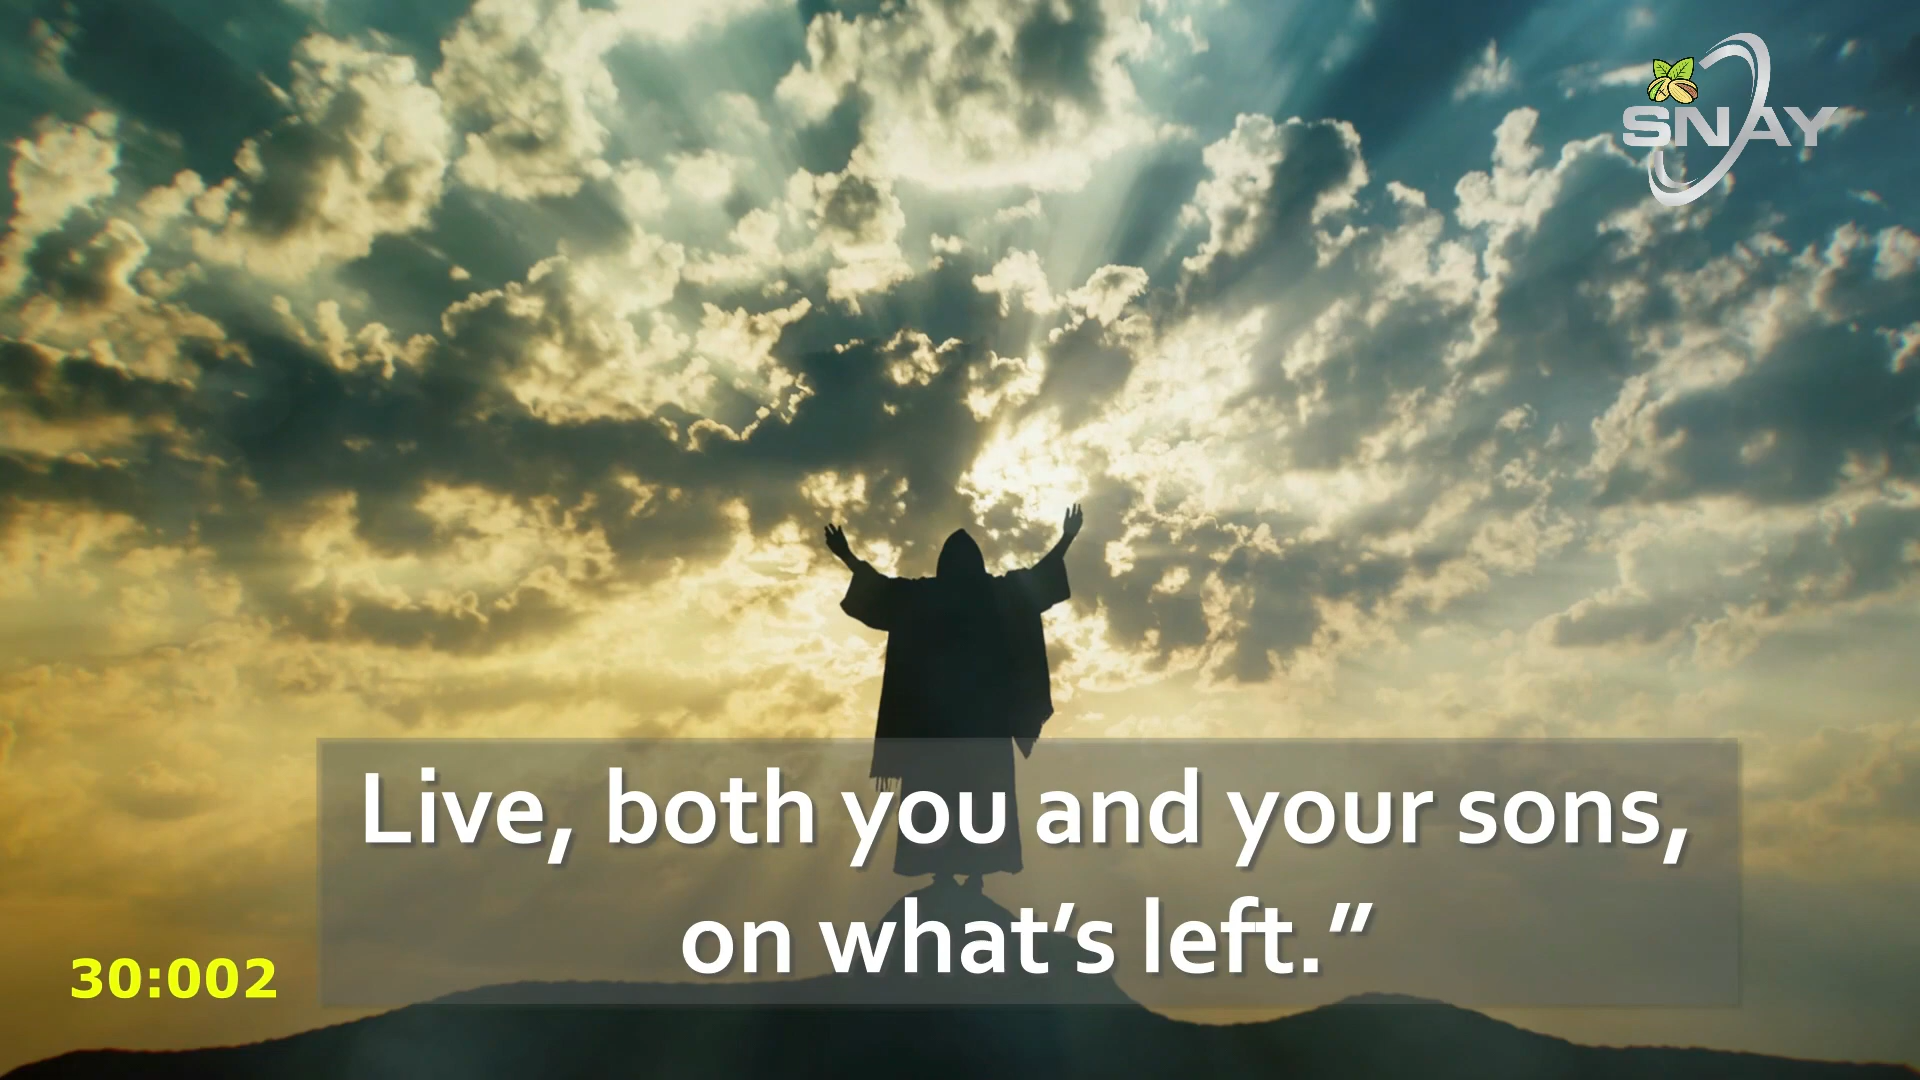 SNAY
Live, both you and your sons,
on what’s left.”
30:002